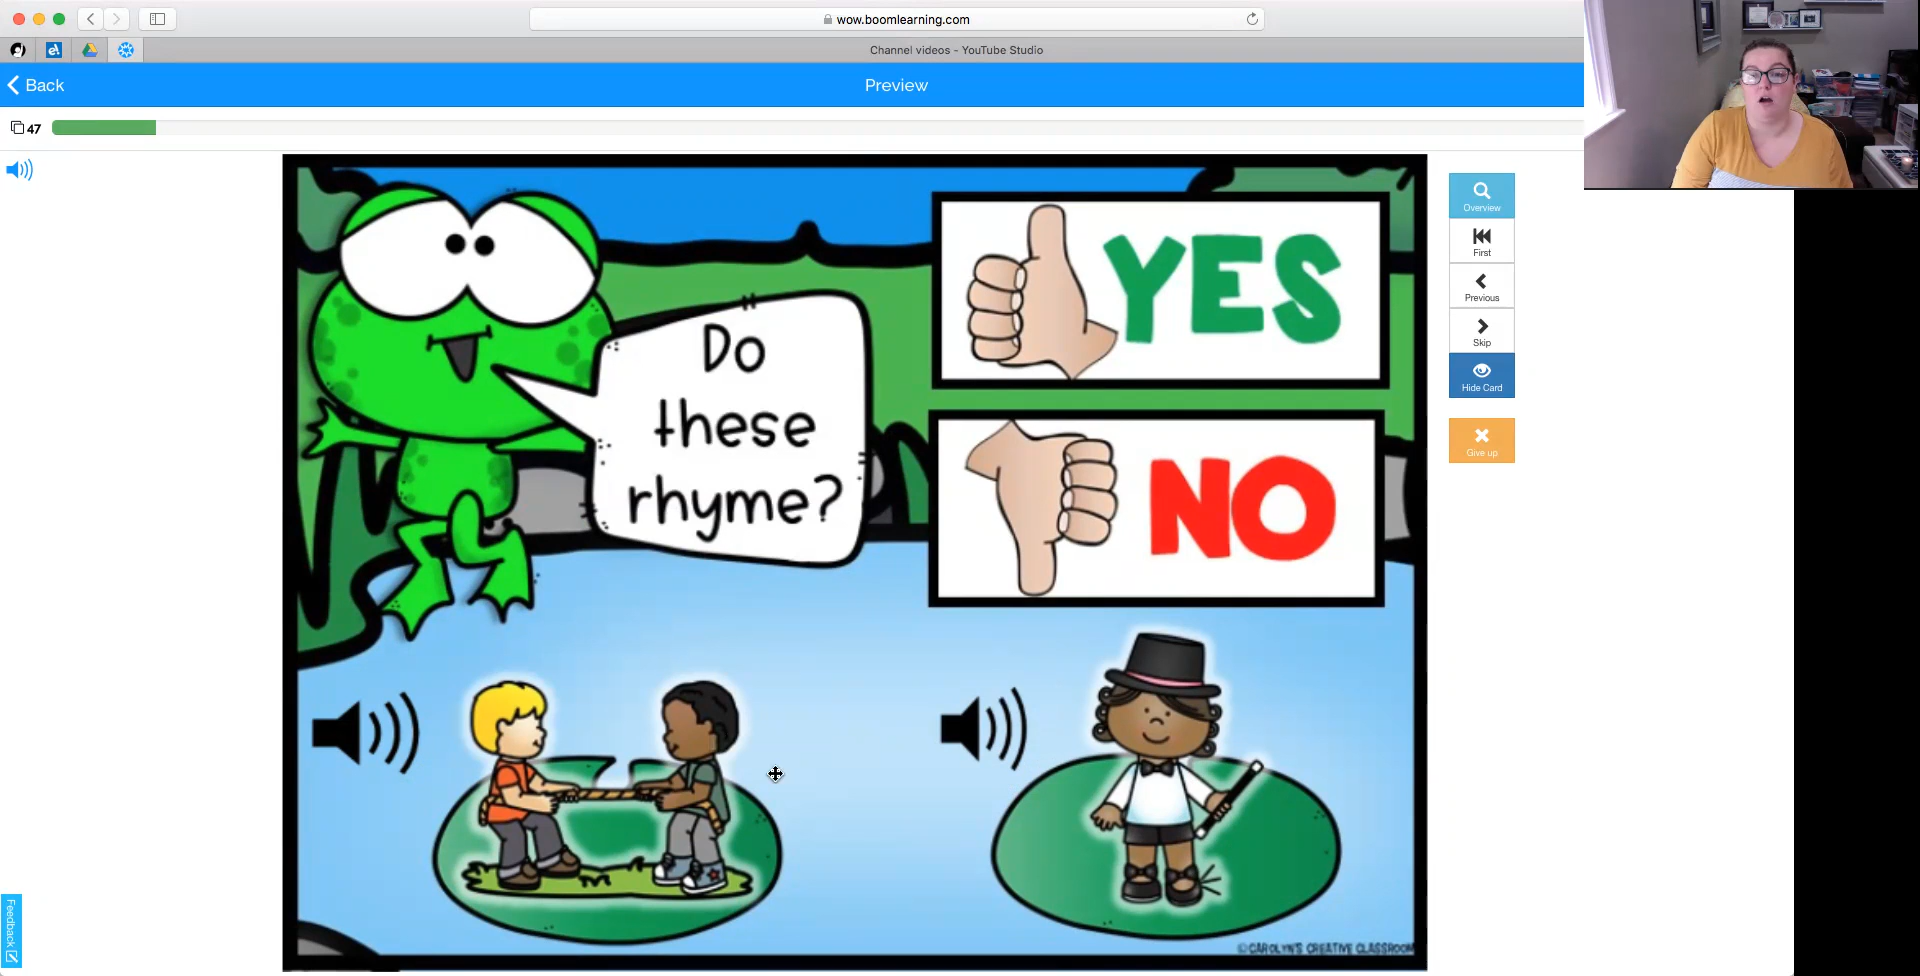 wow.boomlearning.com
Channel videos - YouTube Studio
Back
Preview
47
Overview
First
Previous
Skip
Hide Card
Give up
Do
these
rhyme?
YES
NO
Feedback
©CAROLYN'S CREATIVE CLASSROOM